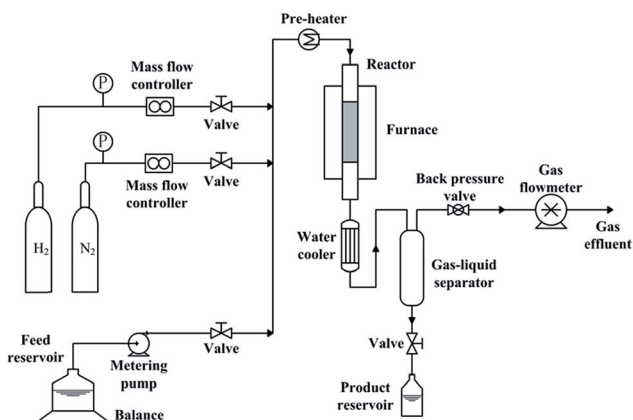 Pre-heater
Mass flow
controller
Reactor
P
Valve
Furnace
P
Mass flow
controller
Valve
Back pressure
valve
Gas
flowmeter
Gas
effluent
H₂
N₂
Water
cooler
Gas-liquid
separator
Feed
reservoir
Valve
Metering
pump
Valve
Product
reservoir
Balance